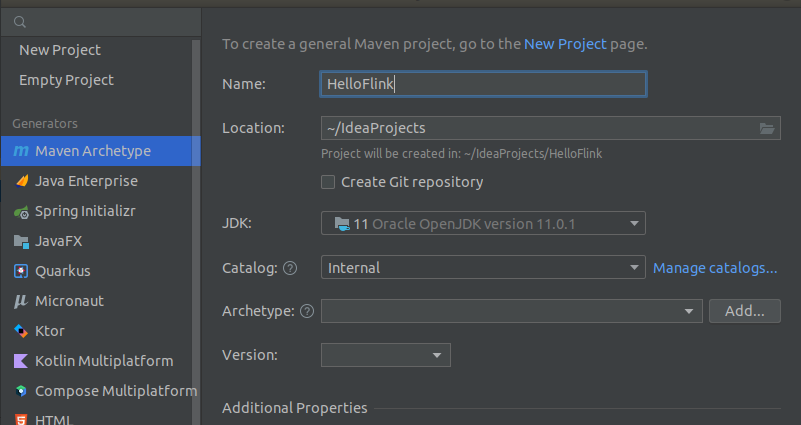 New Project
Empty Project
Generators
Maven Archetype
Java Enterprise
Spring Initializr
JavaFX
Quarkus
Micronaut
Ktor
Kotlin Multiplatform
Compose Multiplatform
HTML
To create a general Maven project, go to the New Project page.
Name: HelloFlink
Location: ~/IdeaProjects
Project will be created in: ~/IdeaProjects/HelloFlink
Create Git repository
JDK: 11 Oracle OpenJDK version 11.0.1
Catalog: ? Internal Manage catalogs...
Archetype: ? Add...
Version:
Additional Properties